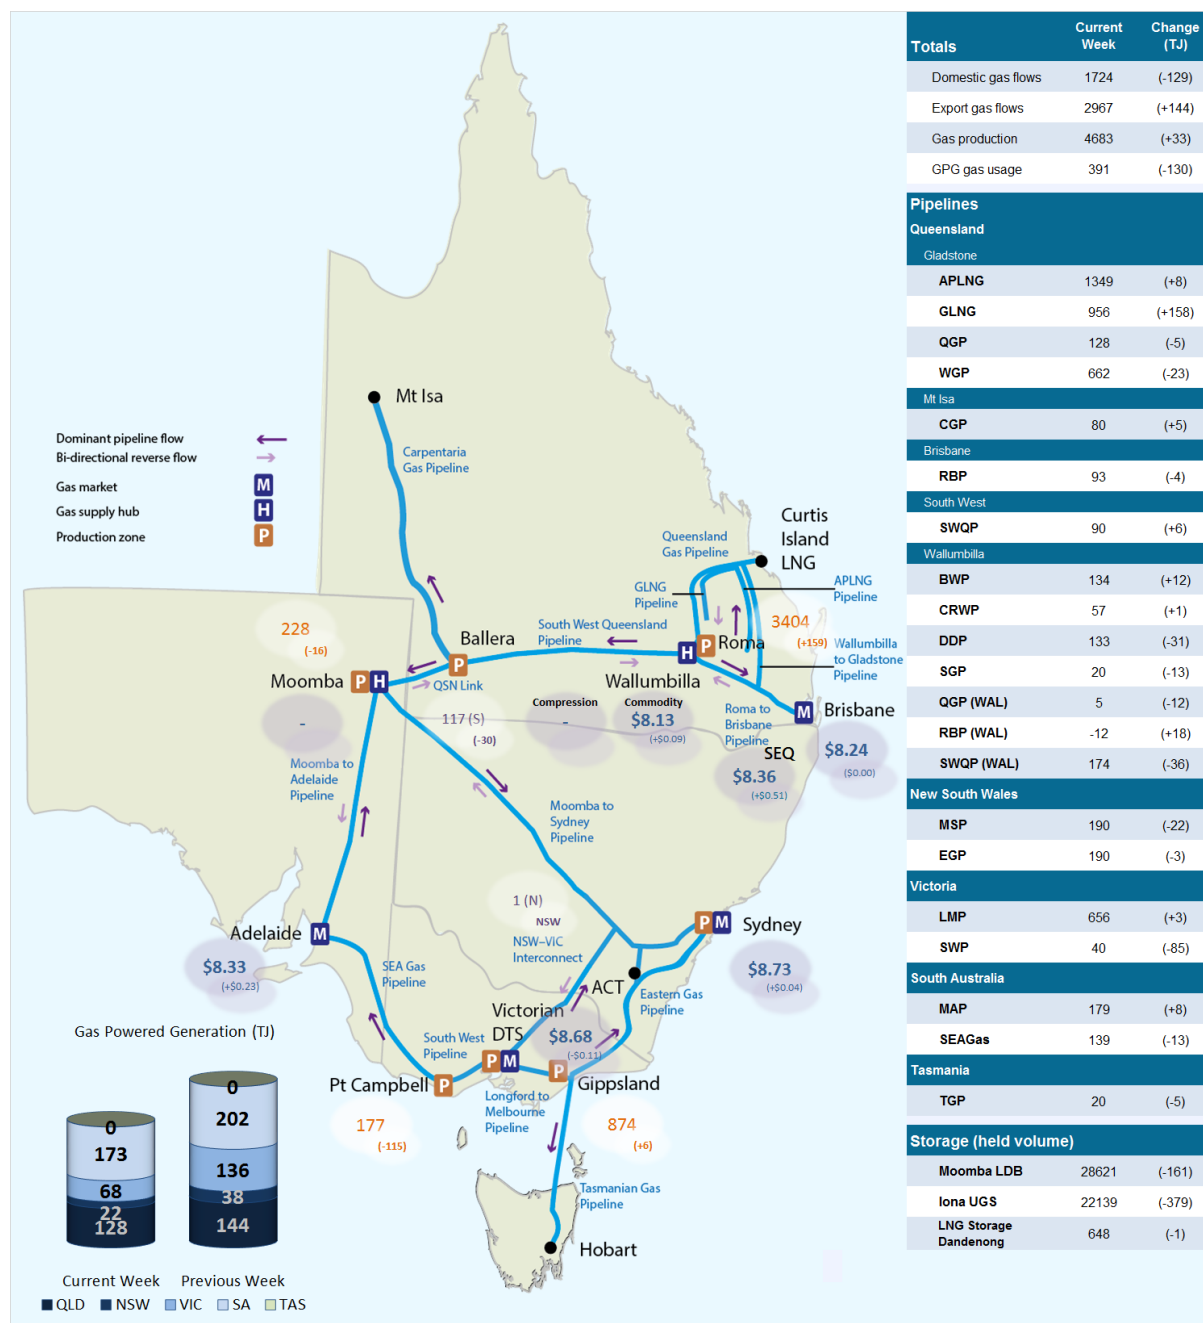 Mt Isa
Dominant pipeline flow
Bi-directional reverse flow
Gas market
M
Gas supply hub
H
Production zone
P
Carpentaria
Gas Pipeline
Curtis
Island
LNG
Queensland
Gas Pipeline
GLNG
Pipeline
APLNG
Pipeline
3404
(+159)
Wallumbilla
to Gladstone
Pipeline
228
(-16)
Ballera
P
South West Queensland
Pipeline
H P Roma
Moomba P H
QSN Link
Wallumbilla
Compression
-
Commodity
$8.13
(+$0.09)
Roma to
Brisbane
Pipeline
M Brisbane
-
117 (S)
(-30)
SEQ
$8.36
(+$0.51)
$8.24
($0.00)
Moomba to
Adelaide
Pipeline
Moomba to
Sydney
Pipeline
1 (N)
NSW
NSW–VIC
Interconnect
P M Sydney
$8.73
(+$0.04)
Adelaide M
$8.33
(+$0.23)
SEA Gas
Pipeline
ACT
Eastern Gas
Pipeline
Victorian
DTS
P M
$8.68
(-$0.11)
South West
Pipeline
Pt Campbell P
177
(-115)
P
Gippsland
874
(+6)
Longford to
Melbourne
Pipeline
Tasmanian Gas
Pipeline
Hobart
Gas Powered Generation (TJ)
0
173
68
22
128
0
202
136
38
144
Current Week Previous Week
QLD NSW VIC SA TAS
Totals Current Week Change (TJ)
Domestic gas flows 1724 (-129)
Export gas flows 2967 (+144)
Gas production 4683 (+33)
GPG gas usage 391 (-130)
Pipelines
Queensland
Gladstone
APLNG 1349 (+8)
GLNG 956 (+158)
QGP 128 (-5)
WGP 662 (-23)
Mt Isa
CGP 80 (+5)
Brisbane
RBP 93 (-4)
South West
SWQP 90 (+6)
Wallumbilla
BWP 134 (+12)
CRWP 57 (+1)
DDP 133 (-31)
SGP 20 (-13)
QGP (WAL) 5 (-12)
RBP (WAL) -12 (+18)
SWQP (WAL) 174 (-36)
New South Wales
MSP 190 (-22)
EGP 190 (-3)
Victoria
LMP 656 (+3)
SWP 40 (-85)
South Australia
MAP 179 (+8)
SEAGas 139 (-13)
Tasmania
TGP 20 (-5)
Storage (held volume)
Moomba LDB 28621 (-161)
Iona UGS 22139 (-379)
LNG Storage
Dandenong 648 (-1)